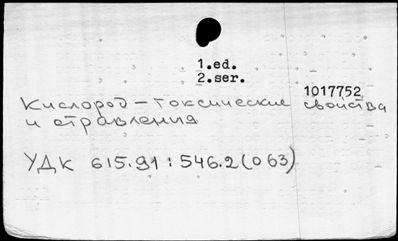 1.ed.
2.ser.
1017752
Кислород — токсические свойства
и отравления
УДК 615.91:546.2(063)